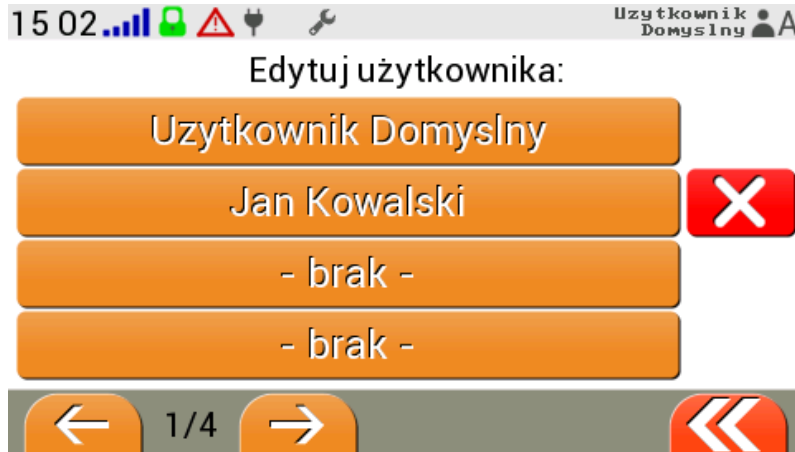 15 02
Uzytkownik
Domyslny
A
Edytuj użytkownika:
Uzytkownik Domyslny
Jan Kowalski
- brak -
- brak -
1/4